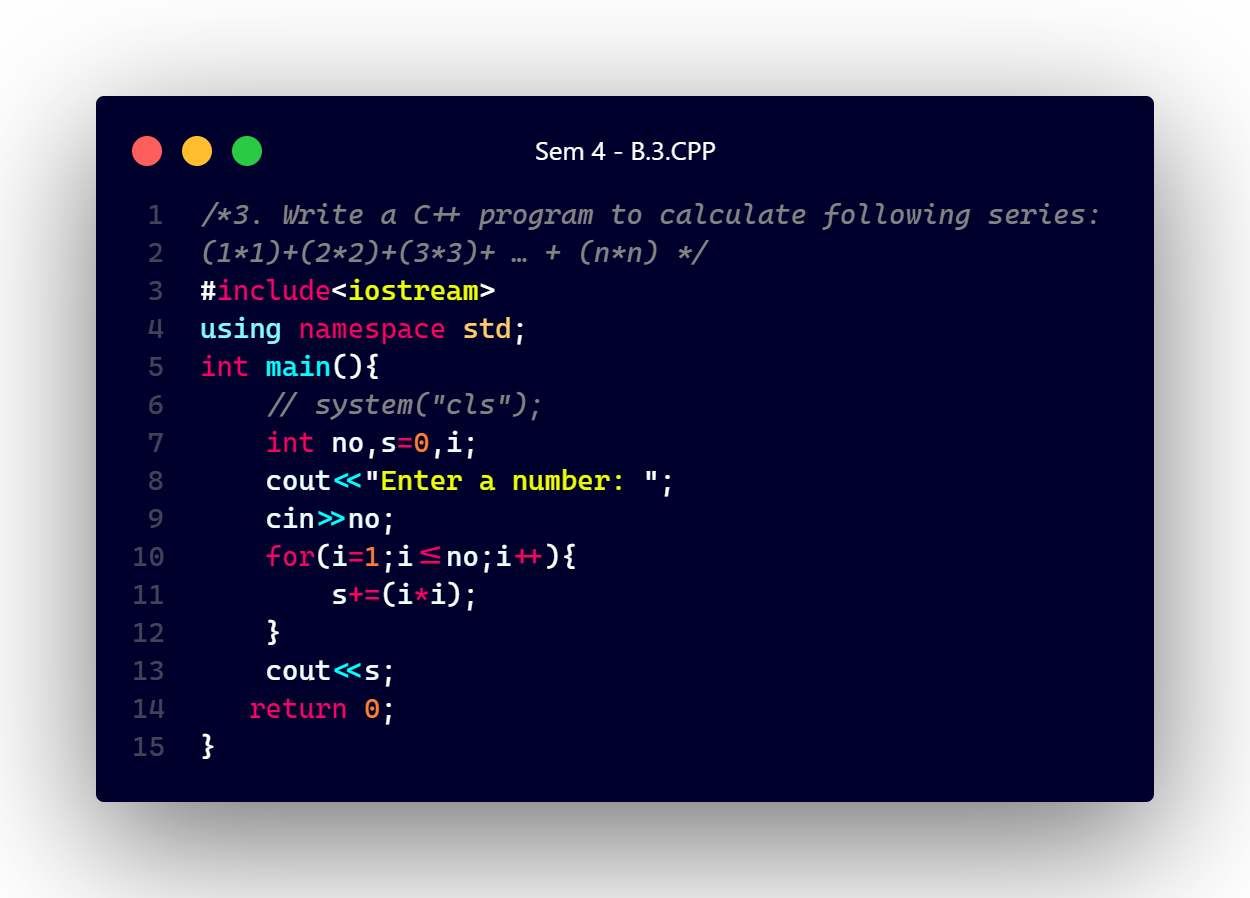 Sem 4 - B.3.CPP
1 /*3. Write a C++ program to calculate following series:
2 (1*1)+(2*2)+(3*3)+ … + (n*n) */
3 #include<iostream>
4 using namespace std;
5 int main(){
6     // system("cls");
7     int no,s=0,i;
8     cout<<"Enter a number: ";
9     cin>>no;
10     for(i=1;i<=no;i++){
11         s+=(i*i);
12     }
13     cout<<s;
14    return 0;
15 }